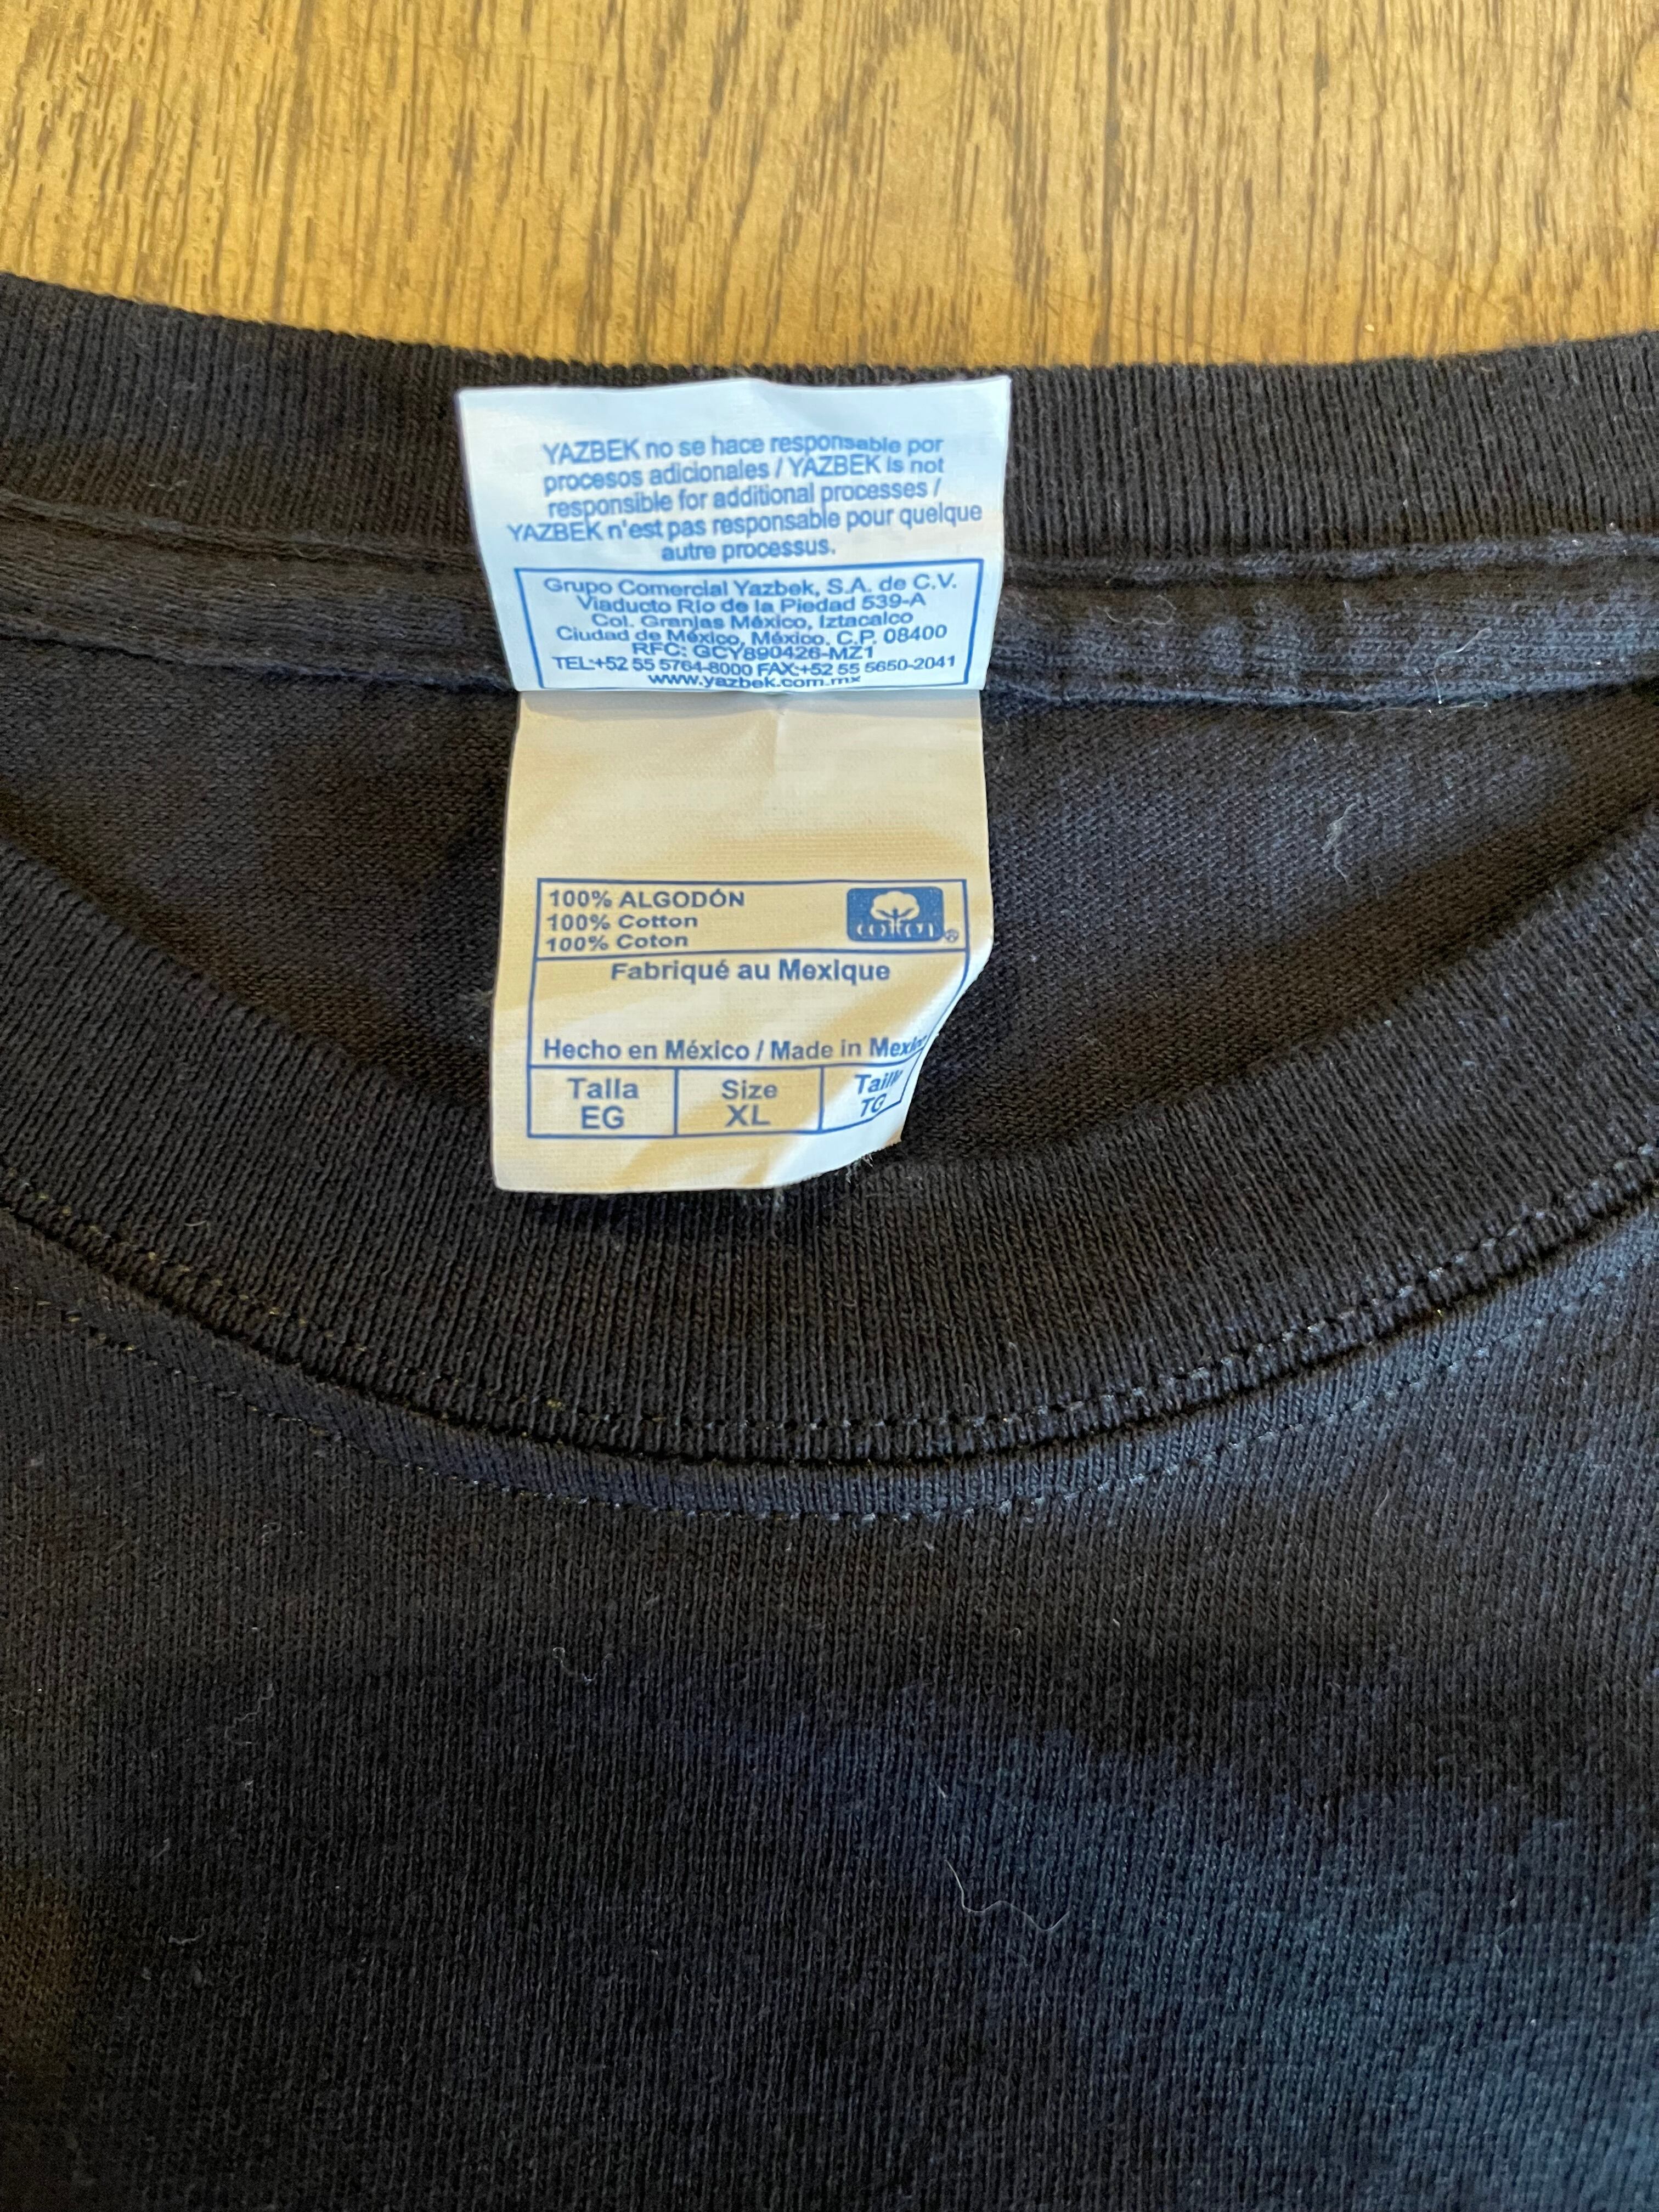 YAZBEK no se hace responsable por
procesos adicionales / YAZBEK is not
responsible for additional processes /
YAZBEK n'est pas responsable pour quelque
autre processus.
Grupo Comercial Yazbek, S.A. de C.V.
Viaducto Río de la Piedad 539-A
Col. Granjas México, Iztacalco
Ciudad de México, México. C.P. 08400
RFC: GCY890426-MZ1
TEL:+52 55 5764-8000 FAX:+52 55 5650-2041
www.yazbek.com.mx
100% ALGODÓN
100% Cotton
100% Coton
cotton ®
Fabriqué au Mexique
Hecho en México / Made in Mexico
Talla Size Taille
EG XL TG